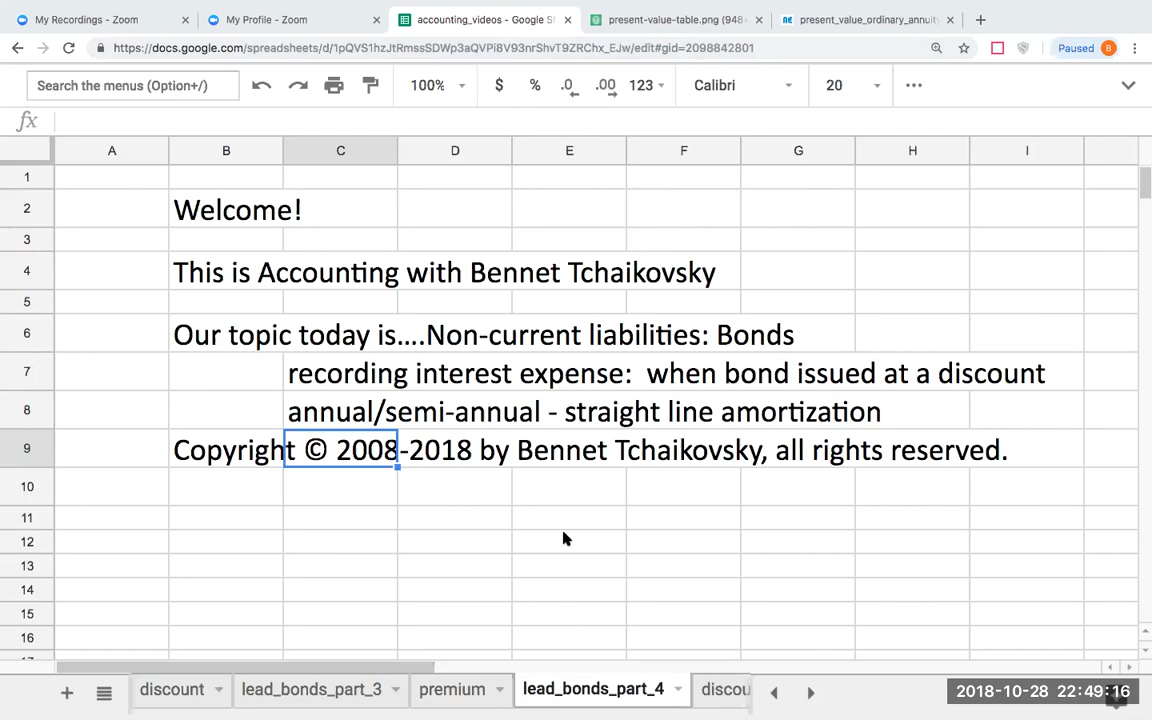 My Recordings - Zoom
My Profile - Zoom
accounting_videos - Google Sh
present-value-table.png (948×
present_value_ordinary_annuity
https://docs.google.com/spreadsheets/d/1pQVS1hzJtRmssSDWp3aQVPi8V93nrShvT9ZRChx_EJw/edit#gid=2098842801
Paused B
Search the menus (Option+/)
100% $ % .0 .00 123 Calibri 20
fx
A B C D E F G H I
1
2 Welcome!
3
4 This is Accounting with Bennet Tchaikovsky
5
6 Our topic today is....Non-current liabilities: Bonds
7 recording interest expense: when bond issued at a discount
8 annual/semi-annual - straight line amortization
9 Copyright © 2008-2018 by Bennet Tchaikovsky, all rights reserved.
10
11
12
13
14
15
16
discount lead_bonds_part_3 premium lead_bonds_part_4 discou
2018-10-28 22:49:16